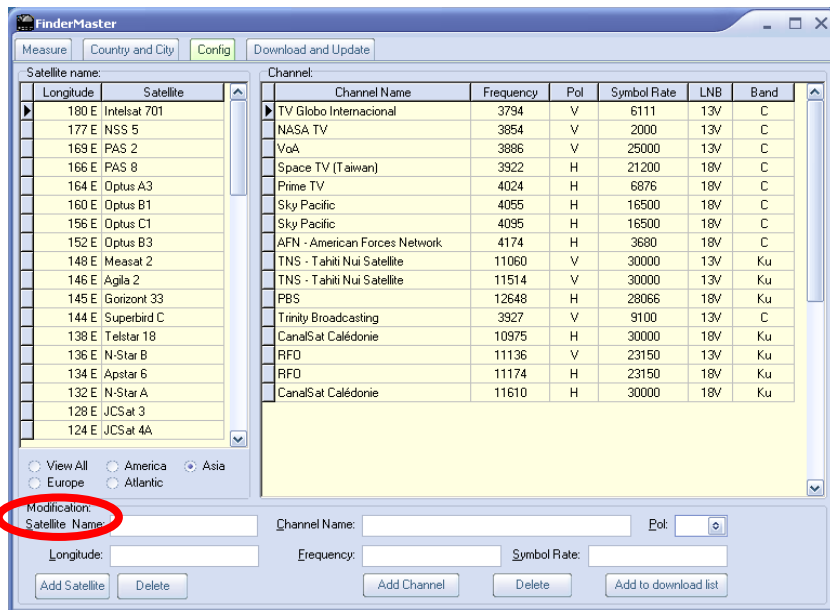 FinderMaster
Measure Country and City Config Download and Update
Satellite name: Channel:
Longitude Satellite Channel Name Frequency Pol Symbol Rate LNB Band
180 E Intelsat 701 TV Globo Internacional 3794 V 6111 13V C
177 E NSS 5 NASA TV 3854 V 2000 13V C
169 E PAS 2 VoA 3886 V 25000 13V C
166 E PAS 8 Space TV (Taiwan) 3922 H 21200 18V C
164 E Optus A3 Prime TV 4024 H 6876 18V C
160 E Optus B1 Sky Pacific 4055 H 16500 18V C
156 E Optus C1 Sky Pacific 4095 H 16500 18V C
152 E Optus B3 AFN - American Forces Network 4174 H 3680 18V C
148 E Measat 2 TNS - Tahiti Nui Satellite 11060 V 30000 13V Ku
146 E Agila 2 TNS - Tahiti Nui Satellite 11514 V 30000 13V Ku
145 E Gorizont 33 PBS 12648 H 28066 18V Ku
144 E Superbird C Trinity Broadcasting 3927 V 9100 13V C
138 E Telstar 18 CanalSat Calédonie 10975 H 30000 18V Ku
136 E N-Star B RFO 11136 V 23150 13V Ku
134 E Apstar 6 RFO 11174 H 23150 18V Ku
132 E N-Star A CanalSat Calédonie 11610 H 30000 18V Ku
128 E JCSat 3
124 E JCSat 4A
View All America Asia
Europe Atlantic
Modification:
Satellite Name: Channel Name: Pol:
Longitude: Frequency: Symbol Rate:
Add Satellite Delete Add Channel Delete Add to download list